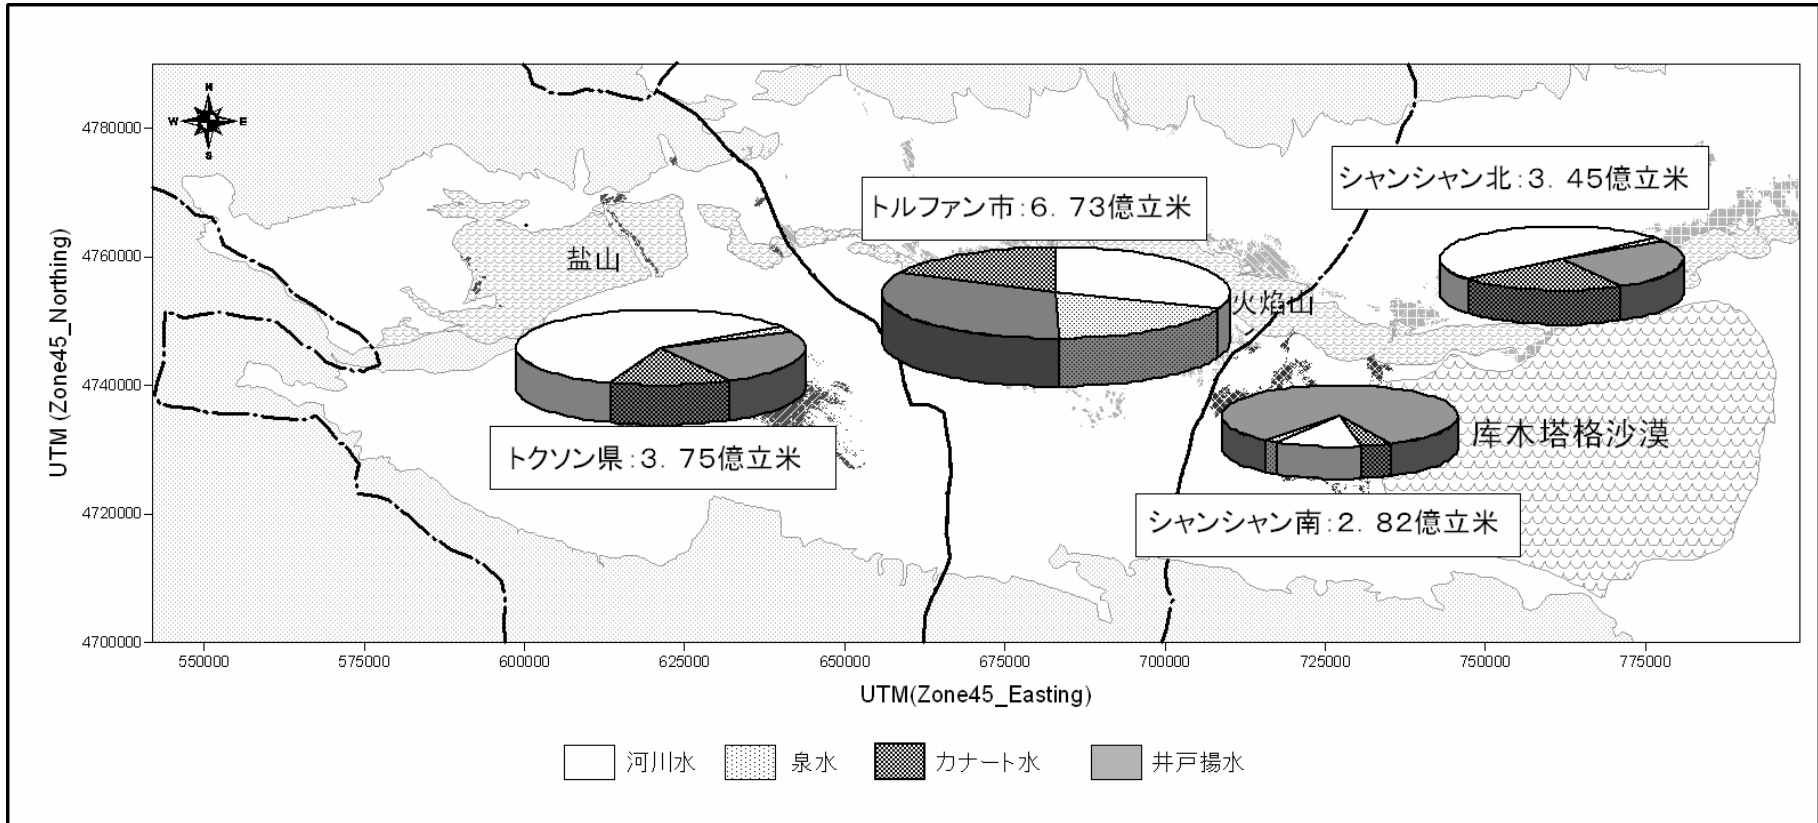 N
W E
S
シャンシャン北：3．45億立米
トルファン市：6．73億立米
盐山
火焰山
トクソン県：3．75億立米
库木塔格沙漠
シャンシャン南：2．82億立米
4780000
4760000
4740000
4720000
4700000
UTM (Zone45_Northing)
550000 575000 600000 625000 650000 675000 700000 725000 750000 775000
UTM(Zone45_Easting)
河川水 泉水 カナート水 井戸揚水